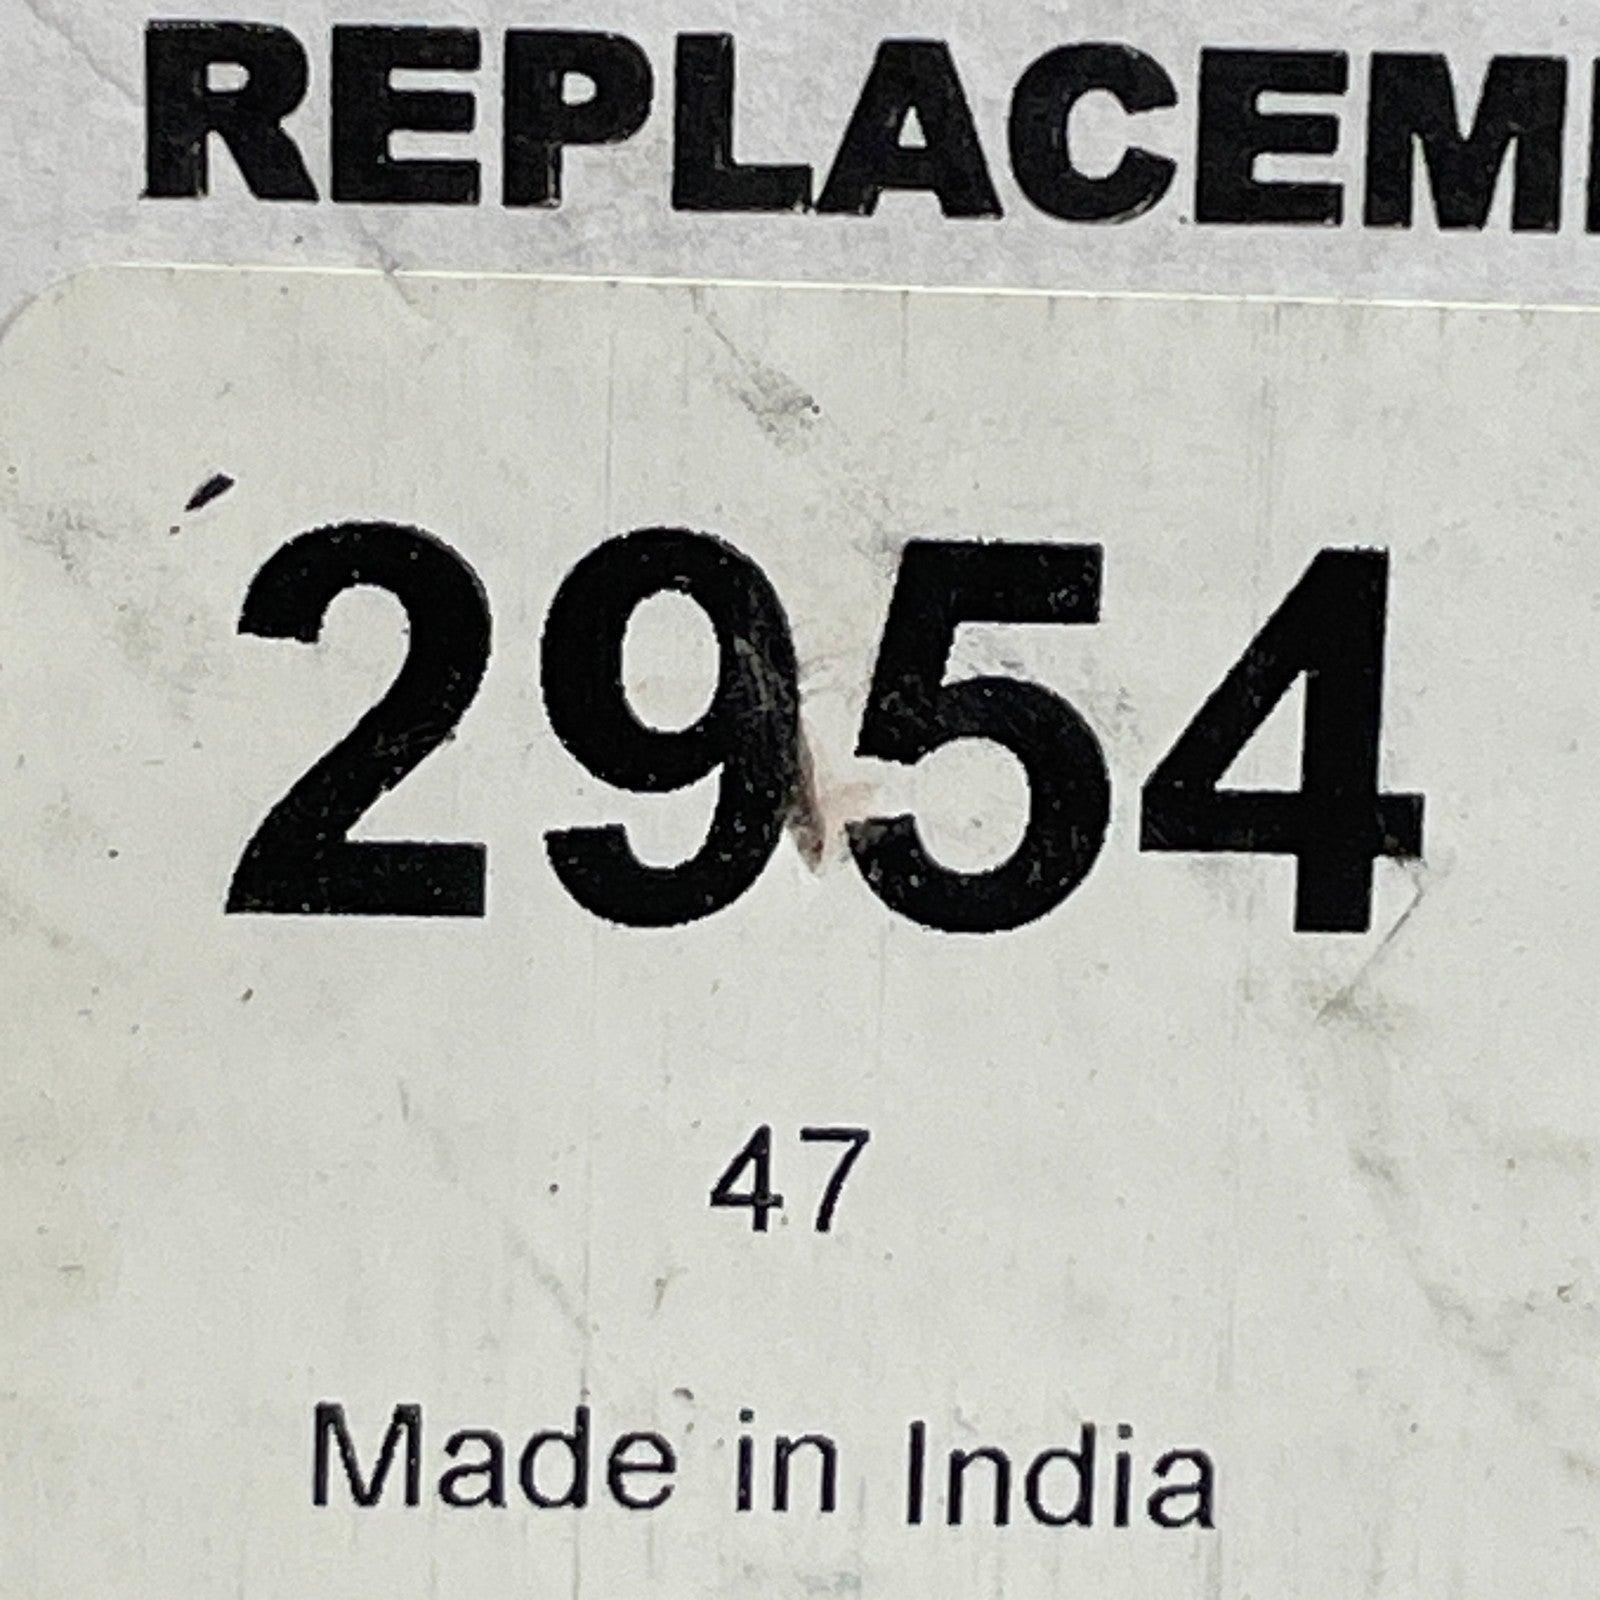 REPLACEM
2954
47
Made in India